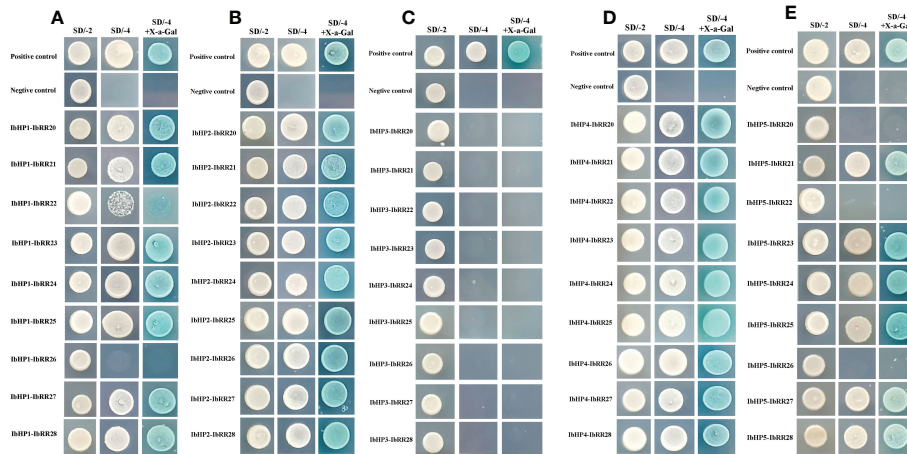 A
SD/-2 SD/-4 SD/-4 +X-a-Gal
Positive control
Negtive control
IbHP1-IbRR20
IbHP1-IbRR21
IbHP1-IbRR22
IbHP1-IbRR23
IbHP1-IbRR24
IbHP1-IbRR25
IbHP1-IbRR26
IbHP1-IbRR27
IbHP1-IbRR28
B
SD/-2 SD/-4 SD/-4 +X-a-Gal
Positive control
Negtive control
IbHP2-IbRR20
IbHP2-IbRR21
IbHP2-IbRR22
IbHP2-IbRR23
IbHP2-IbRR24
IbHP2-IbRR25
IbHP2-IbRR26
IbHP2-IbRR27
IbHP2-IbRR28
C
SD/-2 SD/-4 SD/-4 +X-a-Gal
Positive control
Negtive control
IbHP3-IbRR20
IbHP3-IbRR21
IbHP3-IbRR22
IbHP3-IbRR23
IbHP3-IbRR24
IbHP3-IbRR25
IbHP3-IbRR26
IbHP3-IbRR27
IbHP3-IbRR28
D
SD/-2 SD/-4 SD/-4 +X-a-Gal
Positive control
Negtive control
IbHP4-IbRR20
IbHP4-IbRR21
IbHP4-IbRR22
IbHP4-IbRR23
IbHP4-IbRR24
IbHP4-IbRR25
IbHP4-IbRR26
IbHP4-IbRR27
IbHP4-IbRR28
E
SD/-2 SD/-4 SD/-4 +X-a-Gal
Positive control
Negtive control
IbHP5-IbRR20
IbHP5-IbRR21
IbHP5-IbRR22
IbHP5-IbRR23
IbHP5-IbRR24
IbHP5-IbRR25
IbHP5-IbRR26
IbHP5-IbRR27
IbHP5-IbRR28